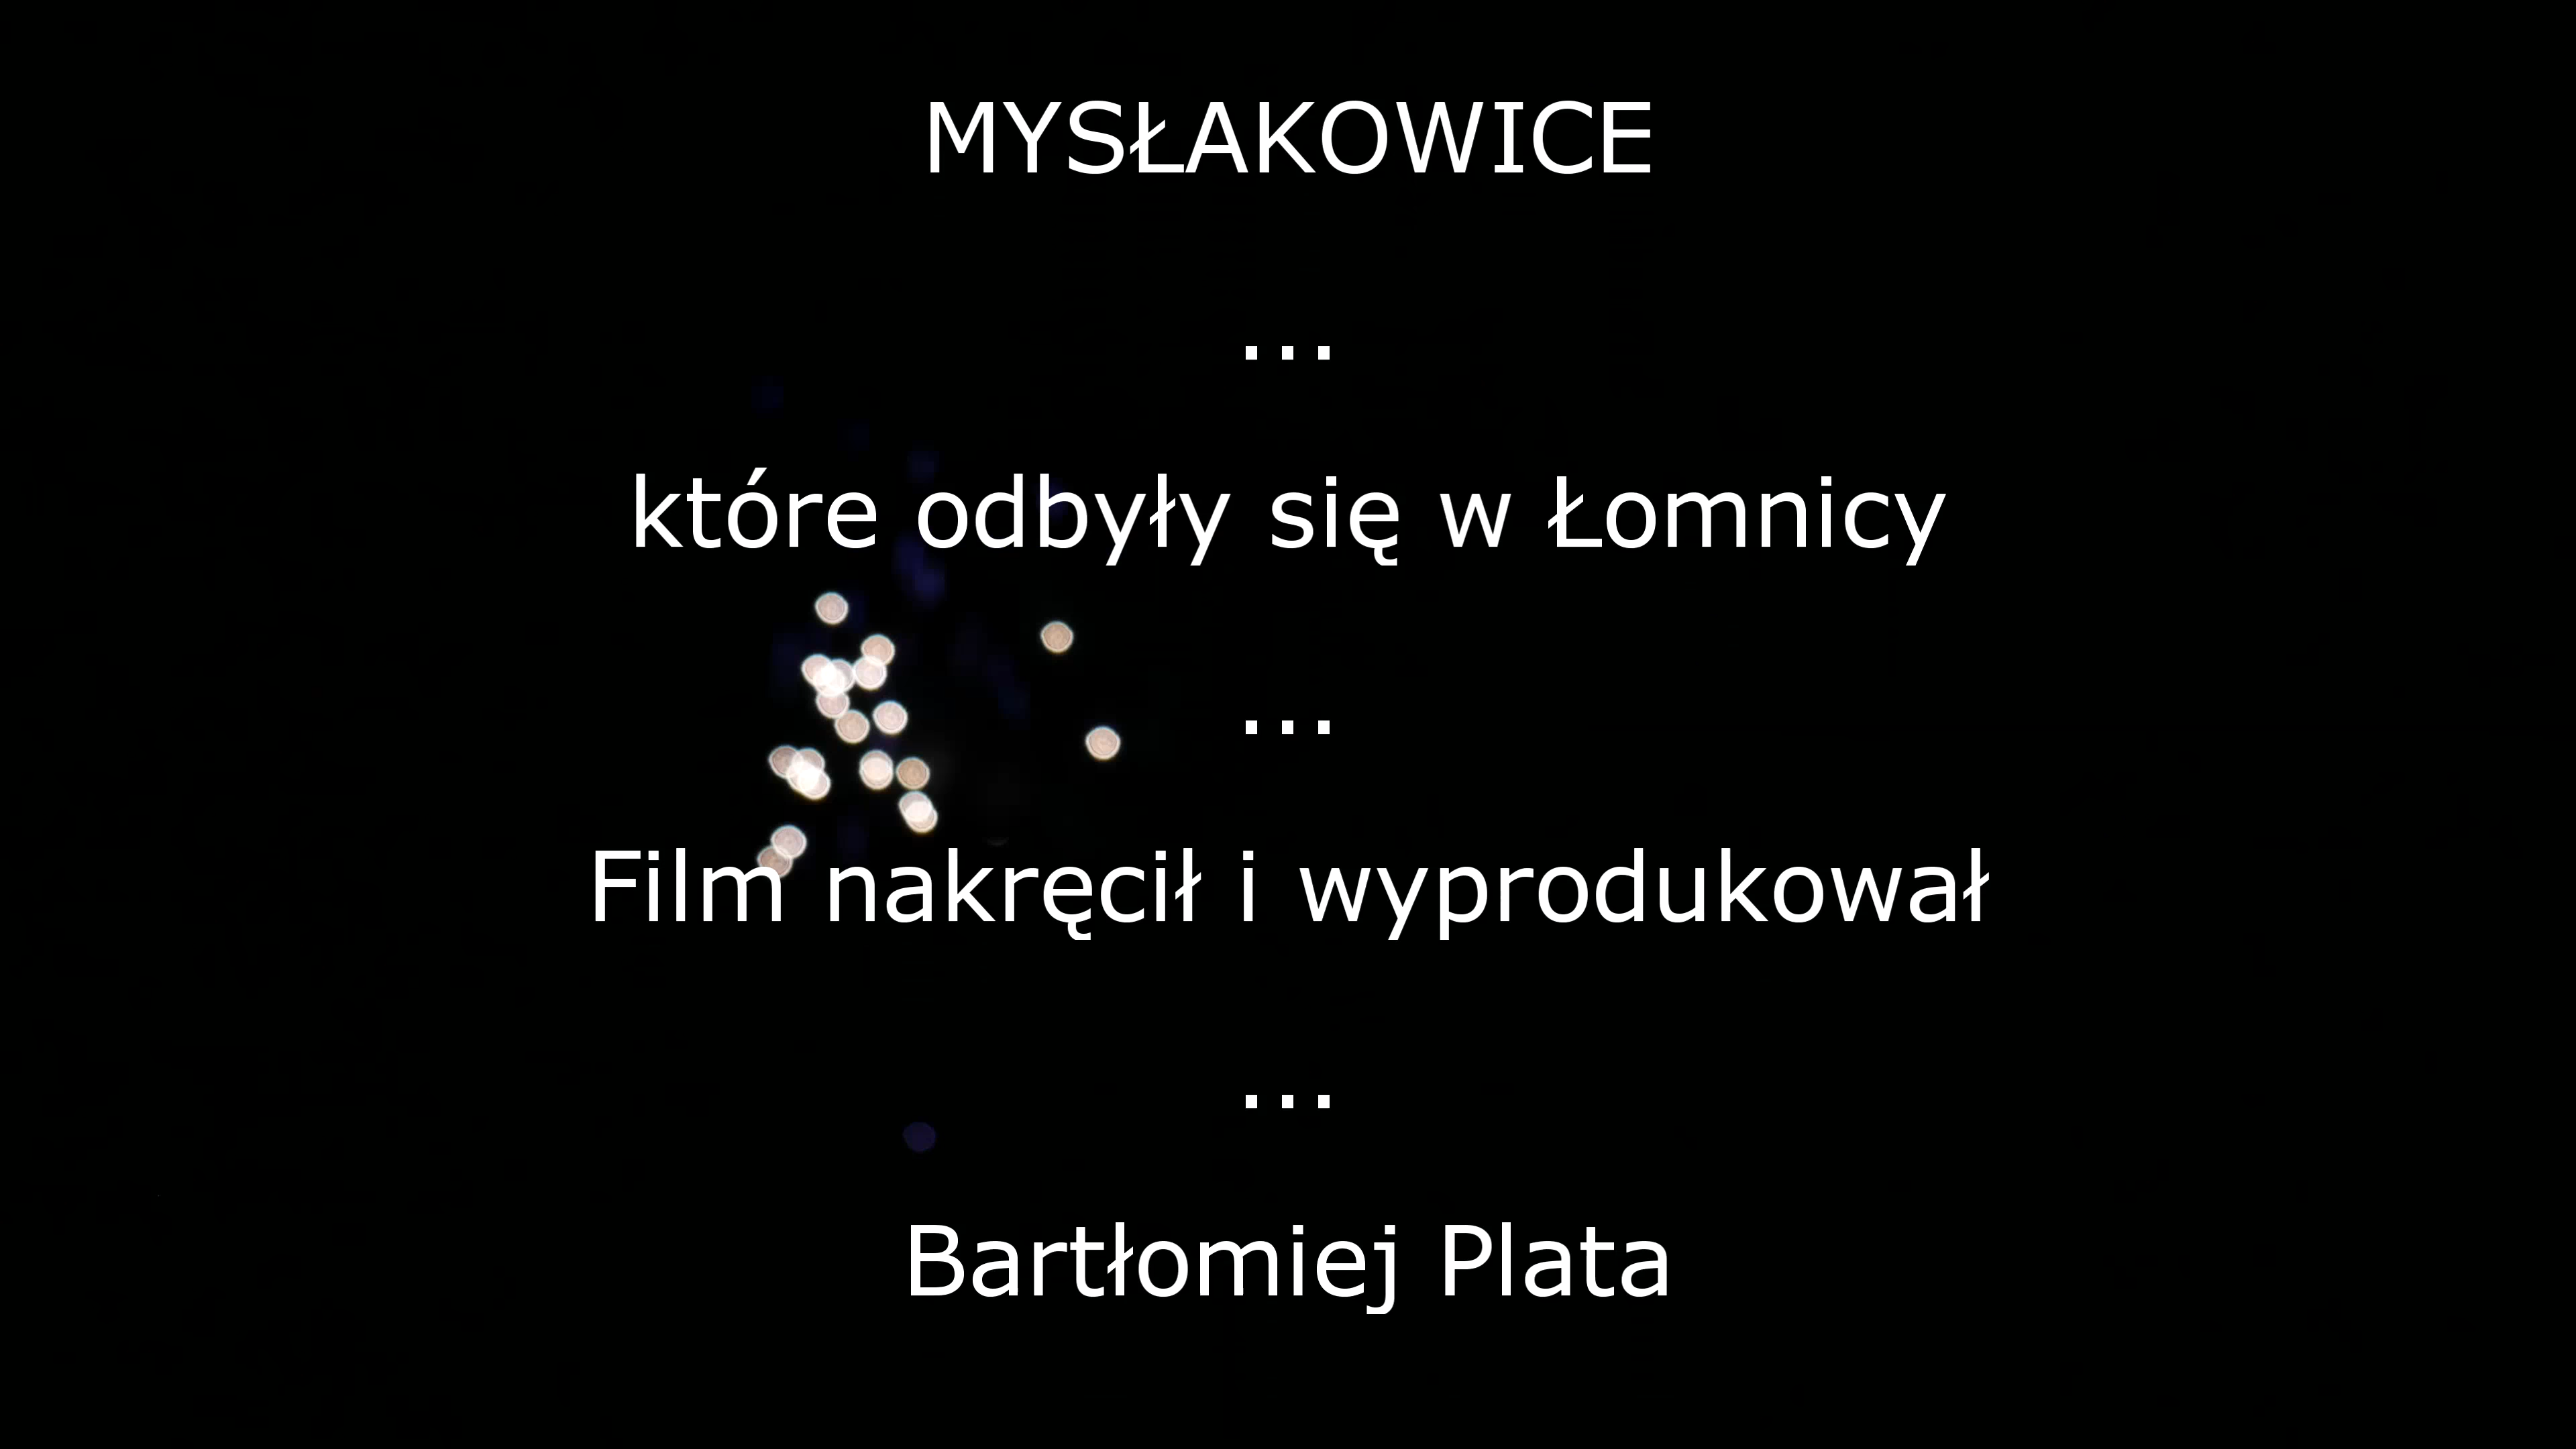 MYSŁAKOWICE
...
które odbyły się w Łomnicy
...
Film nakręcił i wyprodukował
...
Bartłomiej Plata